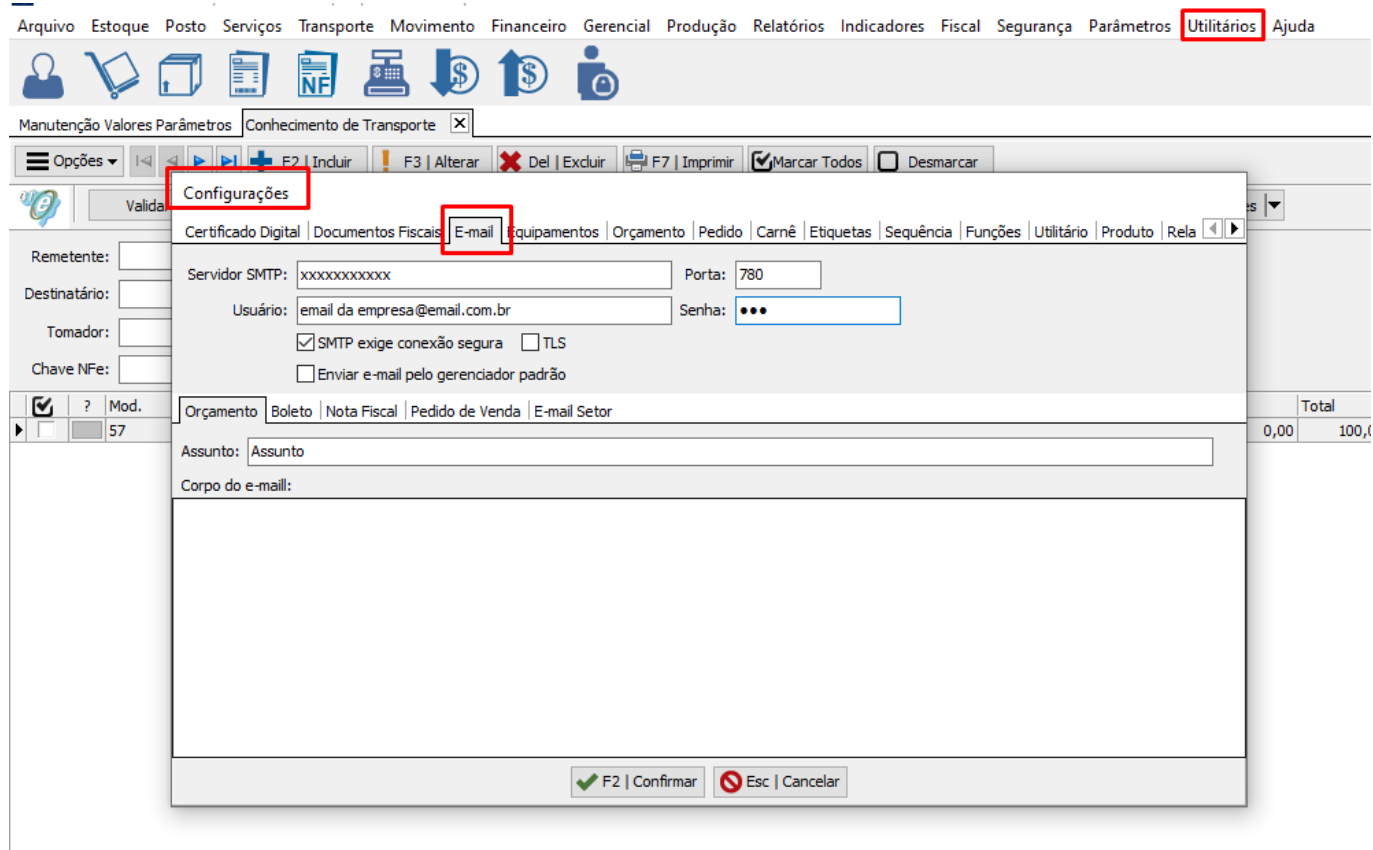 Arquivo Estoque Posto Serviços Transporte Movimento Financeiro Gerencial Produção Relatórios Indicadores Fiscal Segurança Parâmetros Utilitários Ajuda
NF
Manutenção Valores Parâmetros Conhecimento de Transporte
Opções F2 | Incluir F3 | Alterar Del | Excluir F7 | Imprimir Marcar Todos Desmarcar
Configurações
Certificado Digital Documentos Fiscais E-mail Equipamentos Orçamento Pedido Carnê Etiquetas Sequência Funções Utilitário Produto Rela
Remetente:
Servidor SMTP: xxxxxxxxxxx Porta: 780
Destinatário:
Usuário: email da empresa@email.com.br Senha: •••
Tomador:
SMTP exige conexão segura TLS
Chave NFe:
Enviar e-mail pelo gerenciador padrão
? Mod. Total
Orçamento Boleto Nota Fiscal Pedido de Venda E-mail Setor
57 0,00 100,0
Assunto: Assunto
Corpo do e-maill:
F2 | Confirmar Esc | Cancelar